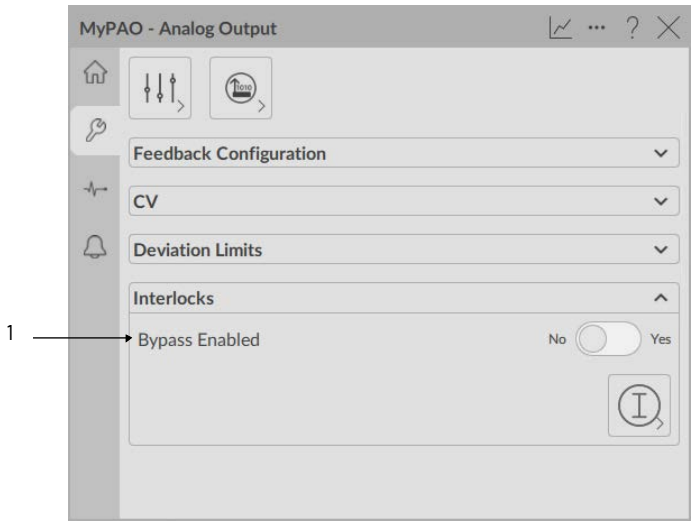 MyPAO - Analog Output
Feedback Configuration
CV
Deviation Limits
Interlocks
1
Bypass Enabled
No
Yes